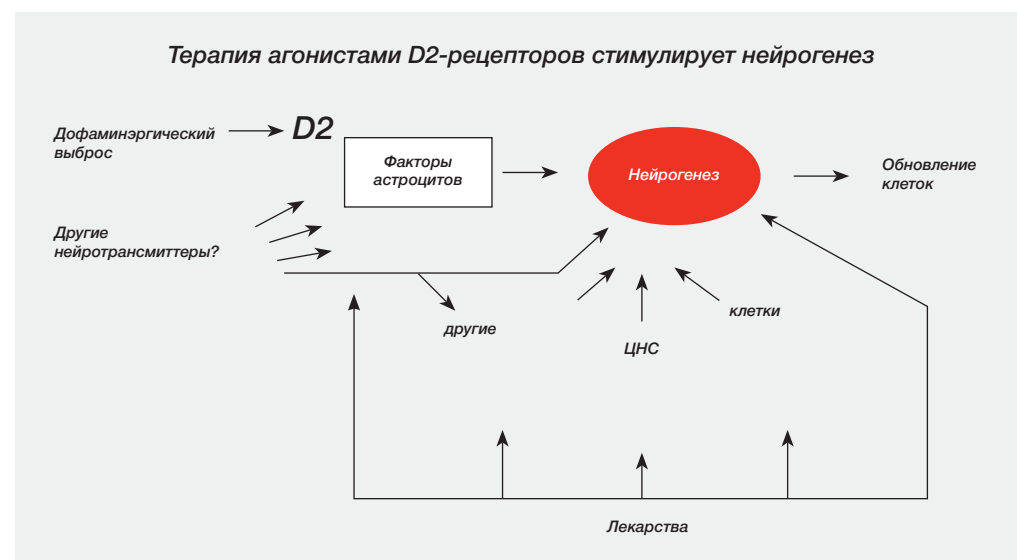 Терапия агонистами D2-рецепторов стимулирует нейрогенез
Дофаминэргический
выброс
D2
Факторы
астроцитов
Нейрогенез
Обновление
клеток
Другие
нейротрансмиттеры?
другие
ЦНС
клетки
Лекарства